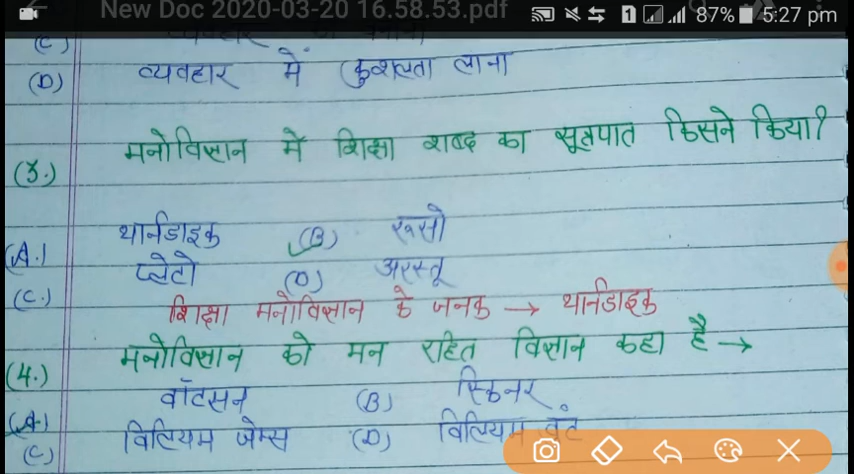 New Doc 2020-03-20 16.58.53.pdf 1 87% 5:27 pm
(C)
(D) व्यवहार में कुशलता लाना
(3.) मनोविज्ञान में शिक्षा शब्द का सूत्रपात किसने किया?
(A.) थार्नडाइक (B) रूसो
(C.) प्लेटो (D) अरस्तू
शिक्षा मनोविज्ञान के जनक → थार्नडाइक
(4.) मनोविज्ञान को मन रहित विज्ञान कहा है →
(A) वॉटसन (B) स्किनर
(C) विलियम जेम्स (D) विलियम वुंट